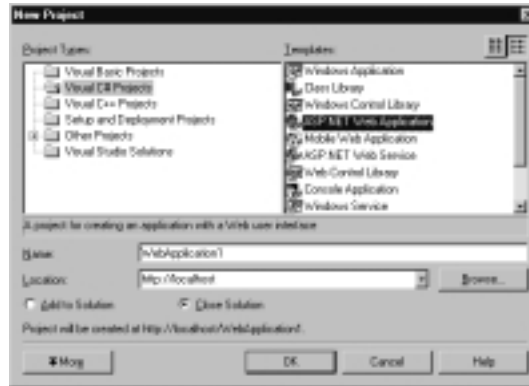 New Project
Project Types:
Templates:
Visual Basic Projects
Visual C# Projects
Visual C++ Projects
Setup and Deployment Projects
Other Projects
Visual Studio Solutions
Windows Application
Class Library
Windows Control Library
ASP.NET Web Application
Mobile Web Application
ASP.NET Web Service
Web Control Library
Console Application
Windows Service
A project for creating an application with a Web user interface
Name:
WebApplication1
Location:
http://localhost
Browse...
Add to Solution
Close Solution
Project will be created at http://localhost/WebApplication1.
More
OK
Cancel
Help